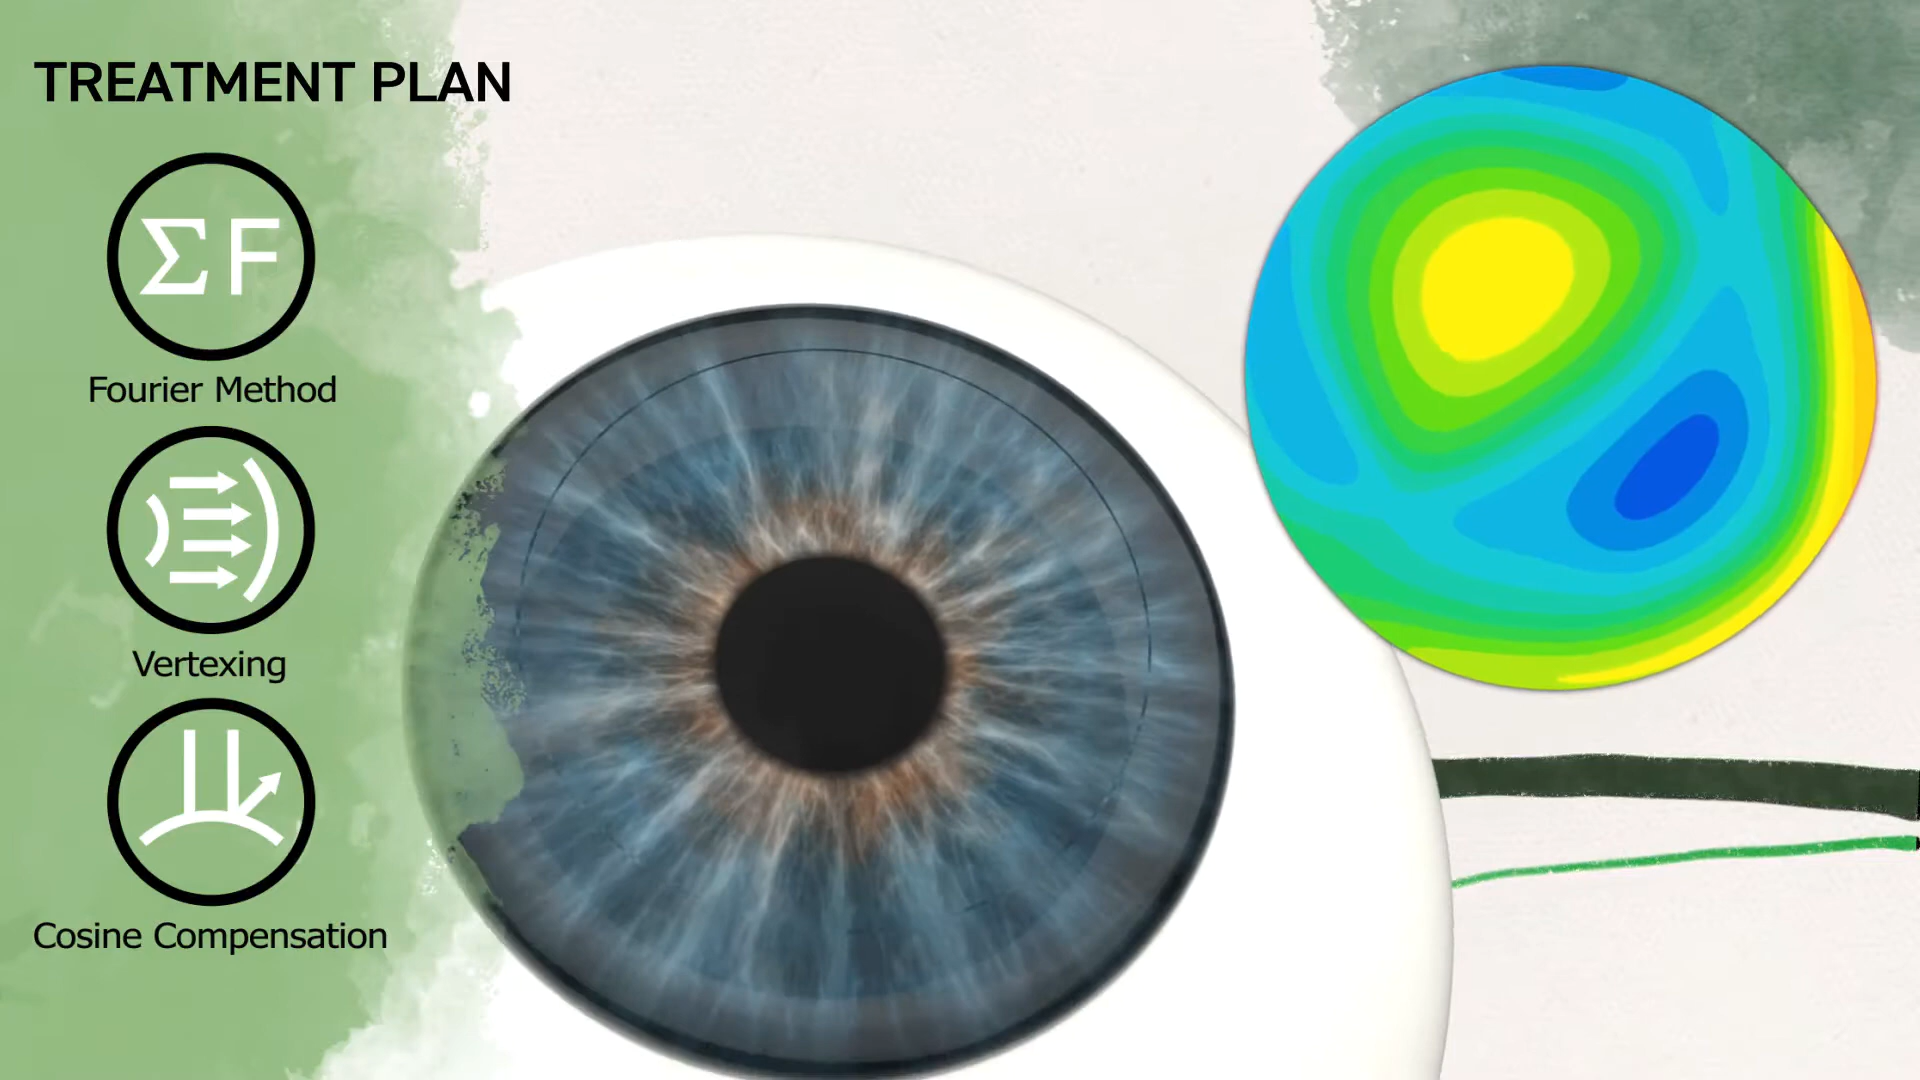 TREATMENT PLAN
ΣF
Fourier Method
Vertexing
Cosine Compensation